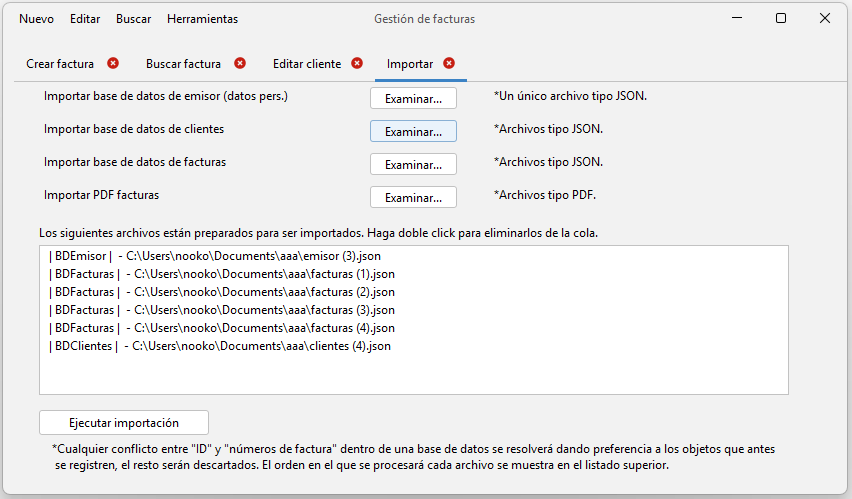 Nuevo Editar Buscar Herramientas Gestión de facturas
Crear factura Buscar factura Editar cliente Importar
Importar base de datos de emisor (datos pers.) Examinar... *Un único archivo tipo JSON.
Importar base de datos de clientes Examinar... *Archivos tipo JSON.
Importar base de datos de facturas Examinar... *Archivos tipo JSON.
Importar PDF facturas Examinar... *Archivos tipo PDF.
Los siguientes archivos están preparados para ser importados. Haga doble click para eliminarlos de la cola.
| BDEmisor | - C:\Users\nooko\Documents\aaa\emisor (3).json
| BDFacturas | - C:\Users\nooko\Documents\aaa\facturas (1).json
| BDFacturas | - C:\Users\nooko\Documents\aaa\facturas (2).json
| BDFacturas | - C:\Users\nooko\Documents\aaa\facturas (3).json
| BDFacturas | - C:\Users\nooko\Documents\aaa\facturas (4).json
| BDClientes | - C:\Users\nooko\Documents\aaa\clientes (4).json
Ejecutar importación
*Cualquier conflicto entre "ID" y "números de factura" dentro de una base de datos se resolverá dando preferencia a los objetos que antes
se registren, el resto serán descartados. El orden en el que se procesará cada archivo se muestra en el listado superior.